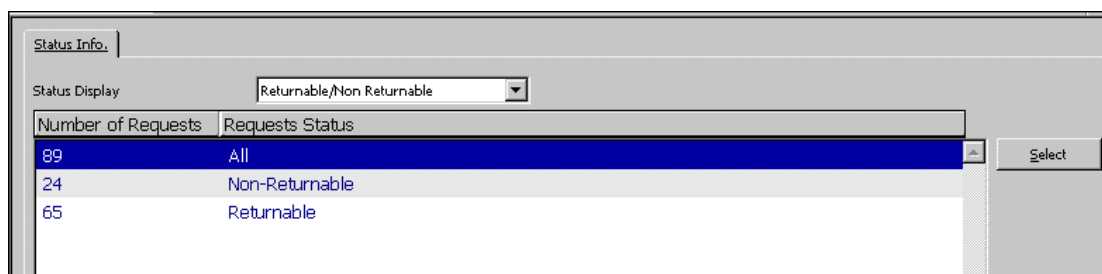 Status Info.
Status Display Returnable/Non Returnable
Number of Requests Requests Status
89 All Select
24 Non-Returnable
65 Returnable